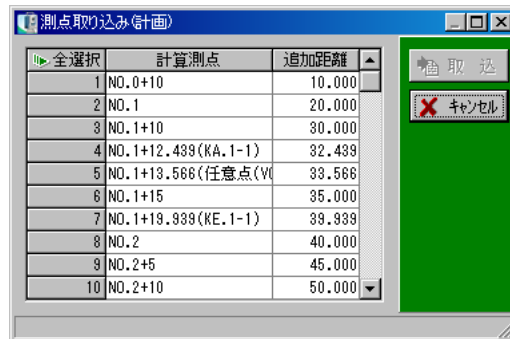 測点取り込み(計画)
全選択 計算測点 追加距離
1 NO.0+10 10.000
2 NO.1 20.000
3 NO.1+10 30.000
4 NO.1+12.439(KA.1-1) 32.439
5 NO.1+13.566(任意点(V 33.566
6 NO.1+15 35.000
7 NO.1+19.939(KE.1-1) 39.939
8 NO.2 40.000
9 NO.2+5 45.000
10 NO.2+10 50.000
取 込
キャンセル